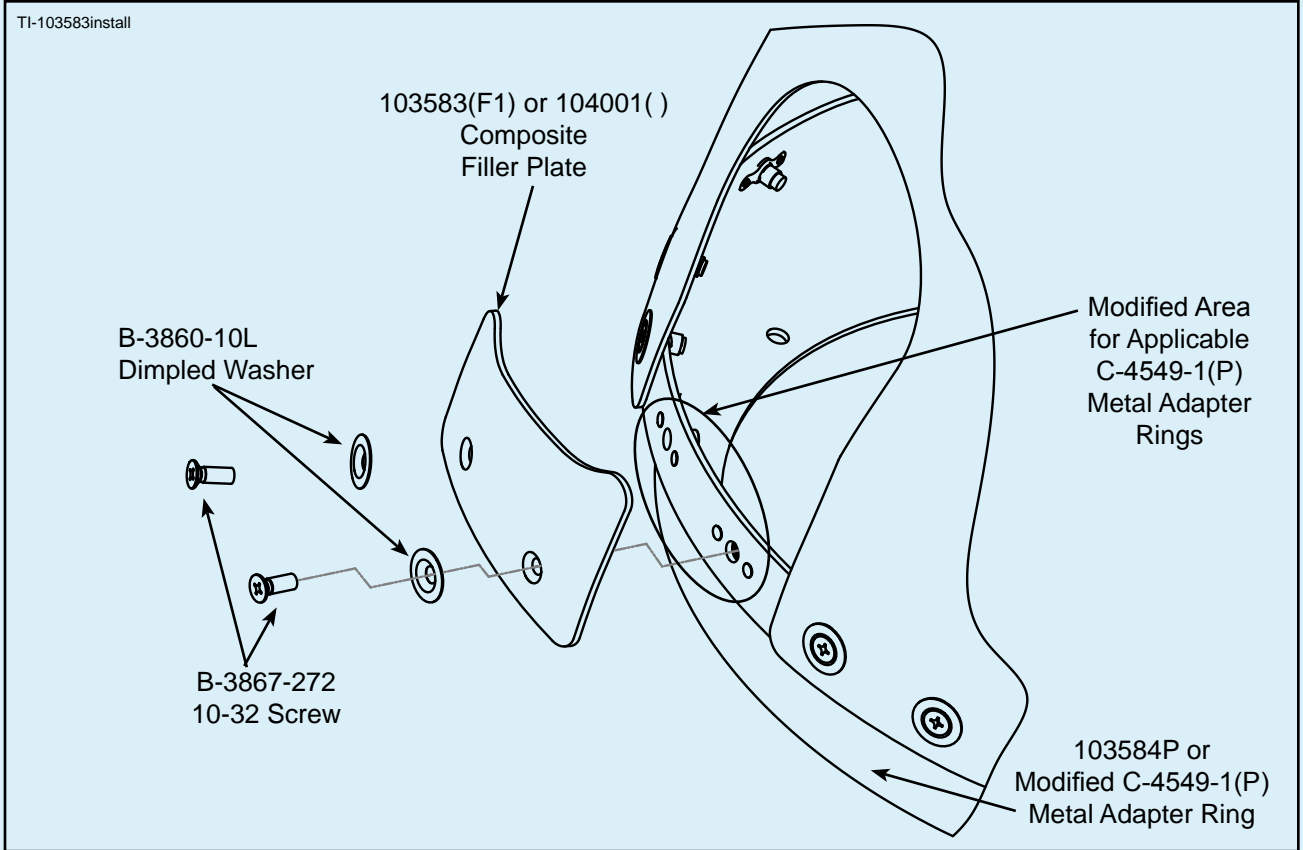 TI-103583install
103583(F1) or 104001( )
Composite
Filler Plate
B-3860-10L
Dimpled Washer
Modified Area
for Applicable
C-4549-1(P)
Metal Adapter
Rings
B-3867-272
10-32 Screw
103584P or
Modified C-4549-1(P)
Metal Adapter Ring